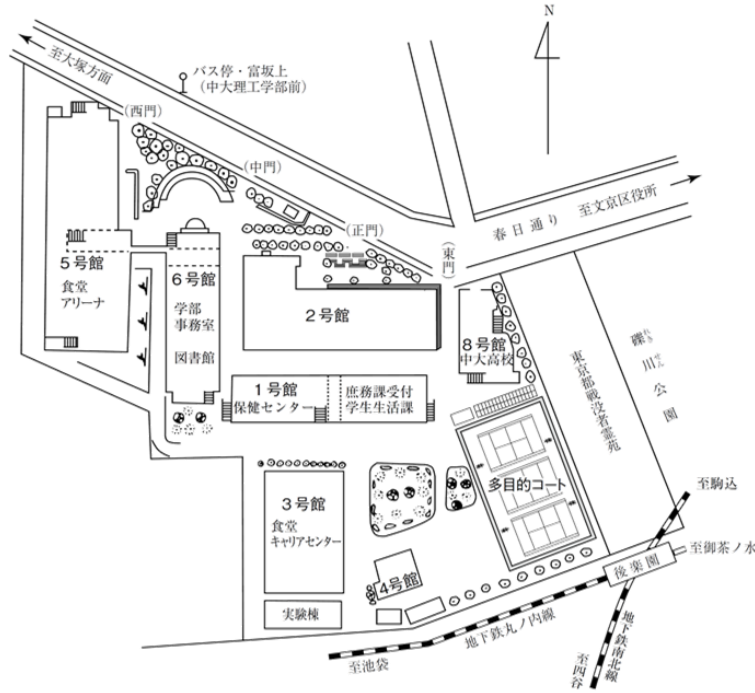 N
至大塚方面
バス停・富坂上
(中大理工学部前)
(西門)
(中門)
(正門)
(東門)
春日通り
至文京区役所
5号館
食堂
アリーナ
6号館
学部
事務室
図書館
2号館
8号館
中大高校
礫川公園
れきせん
東京都戦没者霊苑
1号館
保健センター
庶務課受付
学生生活課
多目的コート
3号館
食堂
キャリアセンター
4号館
実験棟
至駒込
至御茶ノ水
後楽園
地下鉄丸ノ内線
地下鉄南北線
至池袋
至四谷